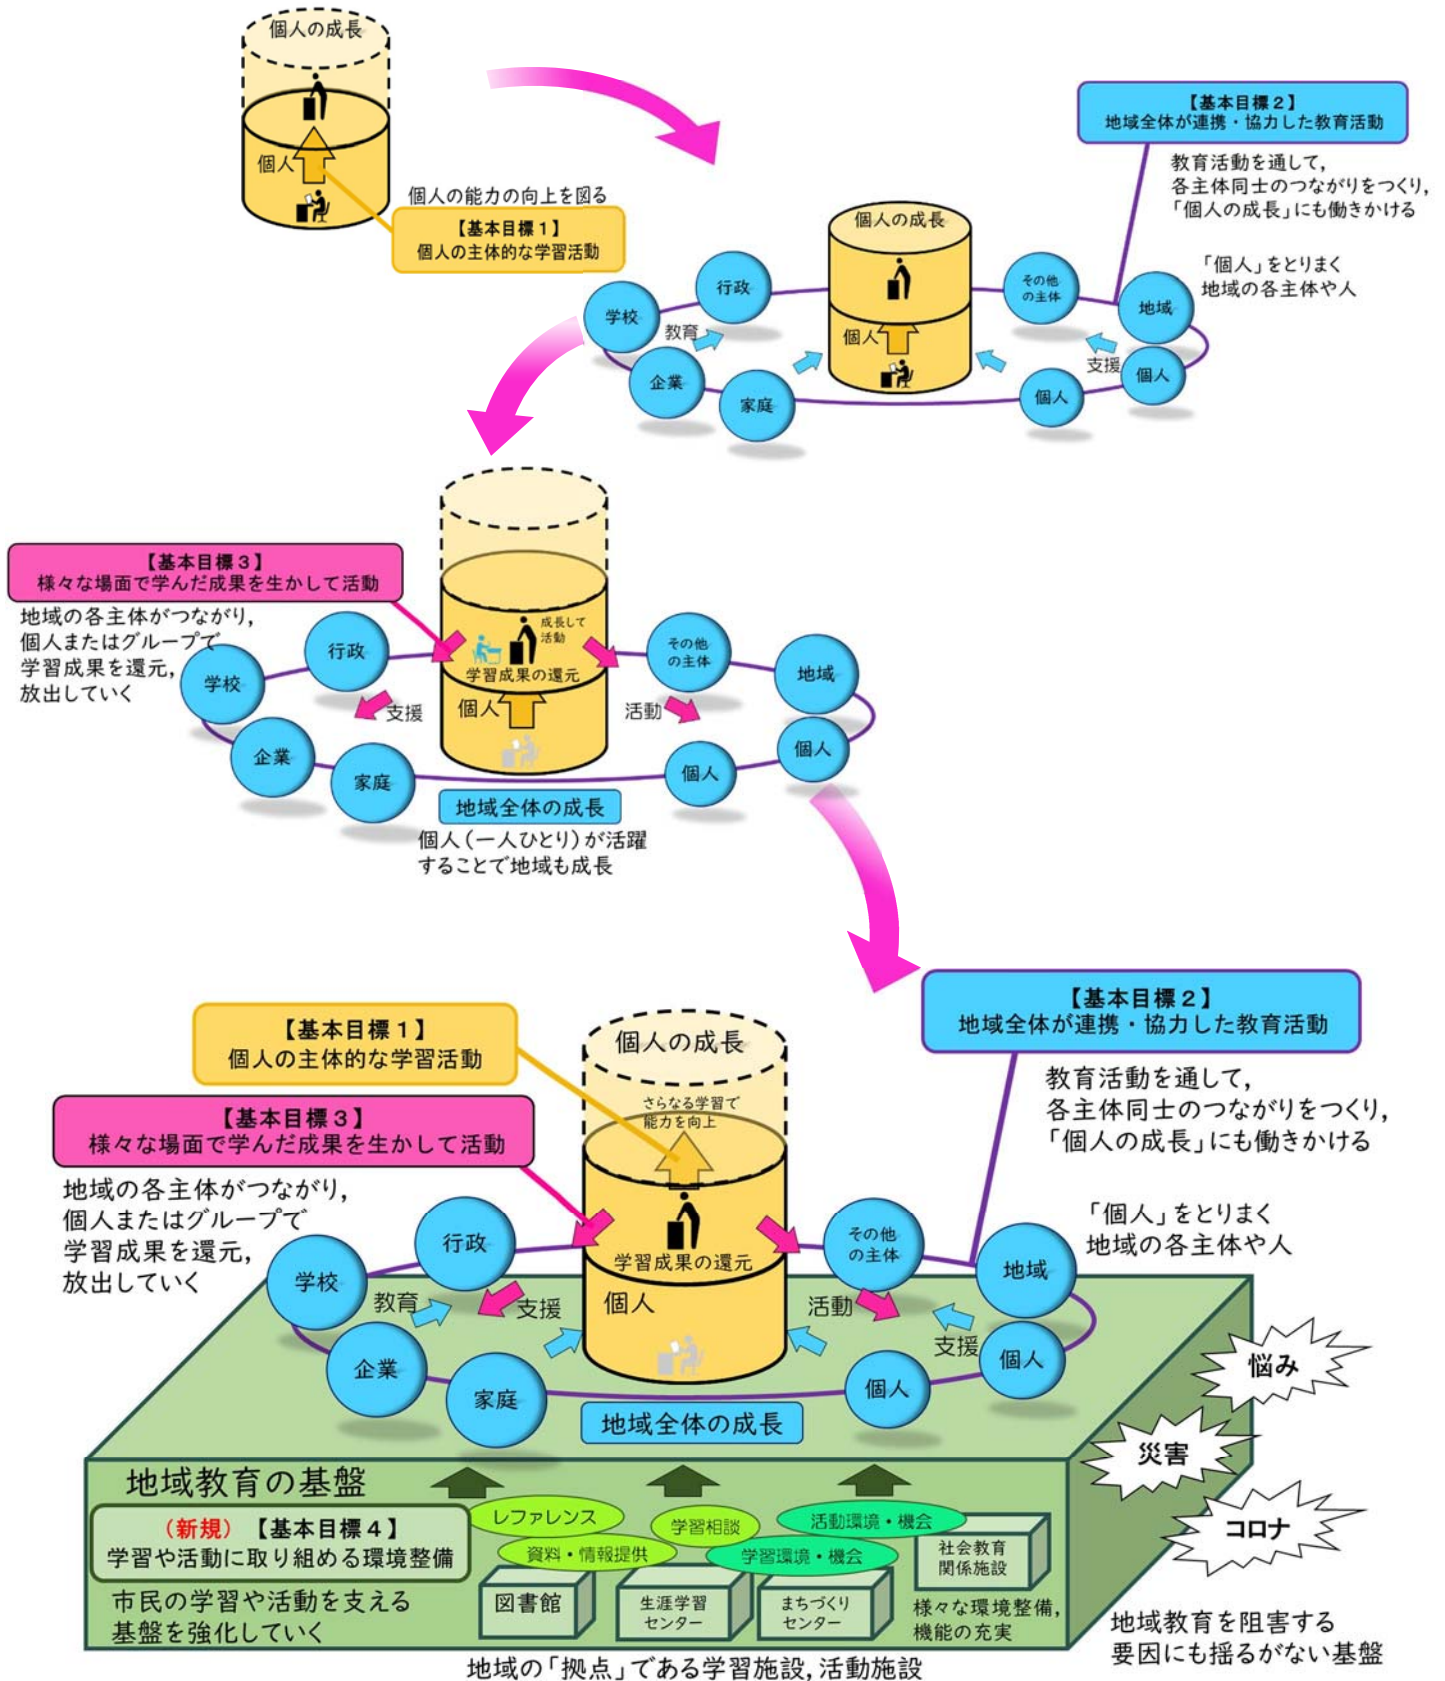 個人の成長
個人
個人の能力の向上を図る
【基本目標1】
個人の主体的な学習活動
【基本目標2】
地域全体が連携・協力した教育活動
教育活動を通して,
各主体同士のつながりをつくり,
「個人の成長」にも働きかける
「個人」をとりまく
地域の各主体や人
個人の成長
個人
学校
行政
その他
の主体
地域
教育
支援
企業
家庭
個人
個人
【基本目標3】
様々な場面で学んだ成果を生かして活動
地域の各主体がつながり,
個人またはグループで
学習成果を還元,
放出していく
成長して
活動
学習成果の還元
個人
学校
行政
その他
の主体
地域
支援
活動
企業
家庭
個人
個人
地域全体の成長
個人(一人ひとり)が活躍
することで地域も成長
【基本目標1】
個人の主体的な学習活動
【基本目標3】
様々な場面で学んだ成果を生かして活動
地域の各主体がつながり,
個人またはグループで
学習成果を還元,
放出していく
【基本目標2】
地域全体が連携・協力した教育活動
教育活動を通して,
各主体同士のつながりをつくり,
「個人の成長」にも働きかける
「個人」をとりまく
地域の各主体や人
個人の成長
さらなる学習で
能力を向上
学習成果の還元
個人
学校
行政
その他
の主体
地域
教育
支援
活動
支援
企業
家庭
個人
個人
地域全体の成長
悩み
災害
コロナ
地域教育の基盤
(新規)【基本目標4】
学習や活動に取り組める環境整備
市民の学習や活動を支える
基盤を強化していく
レファレンス
資料・情報提供
学習相談
活動環境・機会
学習環境・機会
図書館
生涯学習
センター
まちづくり
センター
社会教育
関係施設
様々な環境整備,
機能の充実
地域教育を阻害する
要因にも揺るがない基盤
地域の「拠点」である学習施設,活動施設